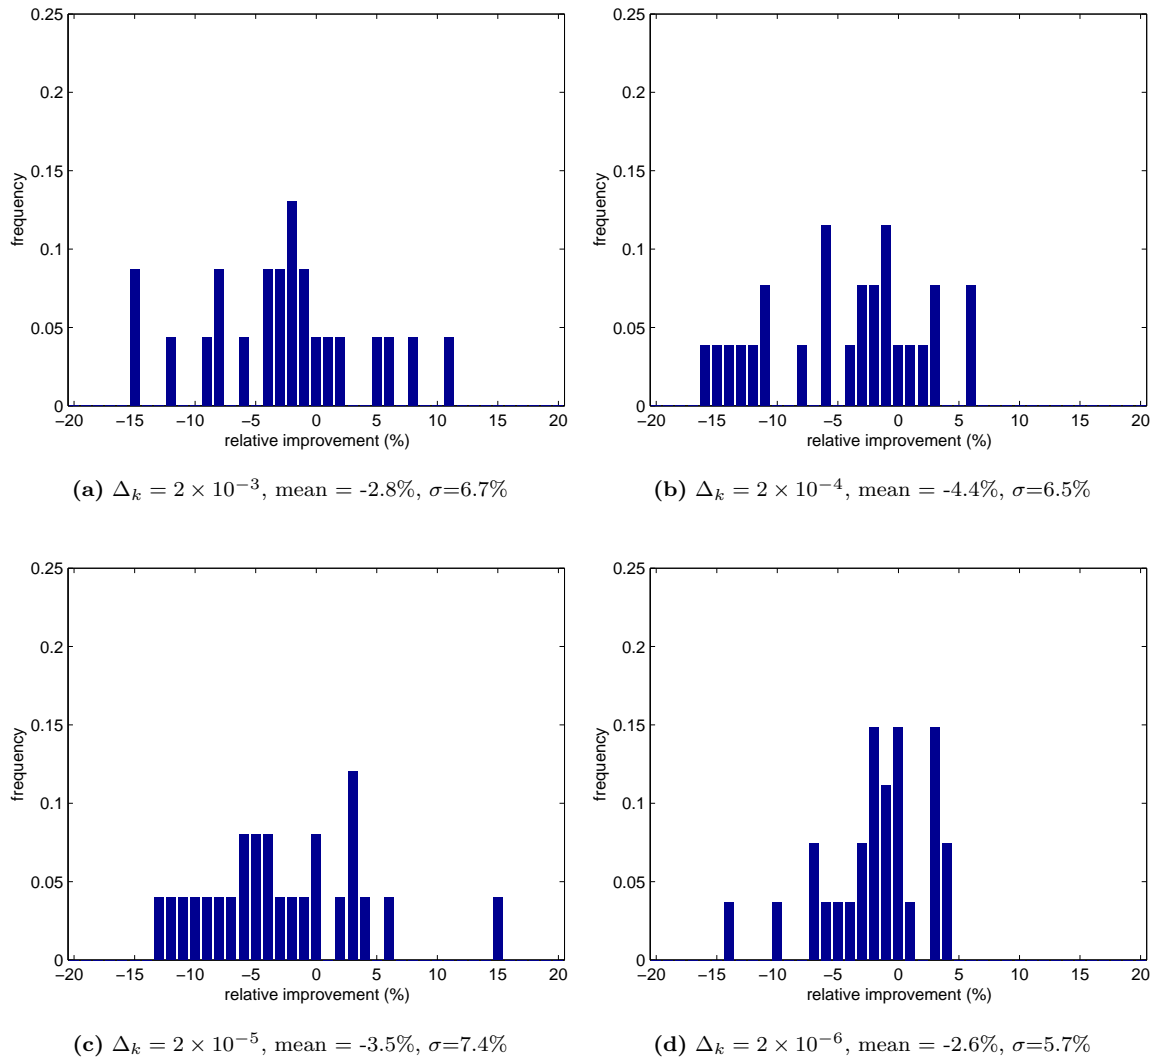 0.25
0.2
0.15
0.1
0.05
0
frequency
−20 −15 −10 −5 0 5 10 15 20
relative improvement (%)
(a) Δk = 2 × 10−3, mean = -2.8%, σ=6.7%
0.25
0.2
0.15
0.1
0.05
0
frequency
−20 −15 −10 −5 0 5 10 15 20
relative improvement (%)
(b) Δk = 2 × 10−4, mean = -4.4%, σ=6.5%
0.25
0.2
0.15
0.1
0.05
0
frequency
−20 −15 −10 −5 0 5 10 15 20
relative improvement (%)
(c) Δk = 2 × 10−5, mean = -3.5%, σ=7.4%
0.25
0.2
0.15
0.1
0.05
0
frequency
−20 −15 −10 −5 0 5 10 15 20
relative improvement (%)
(d) Δk = 2 × 10−6, mean = -2.6%, σ=5.7%